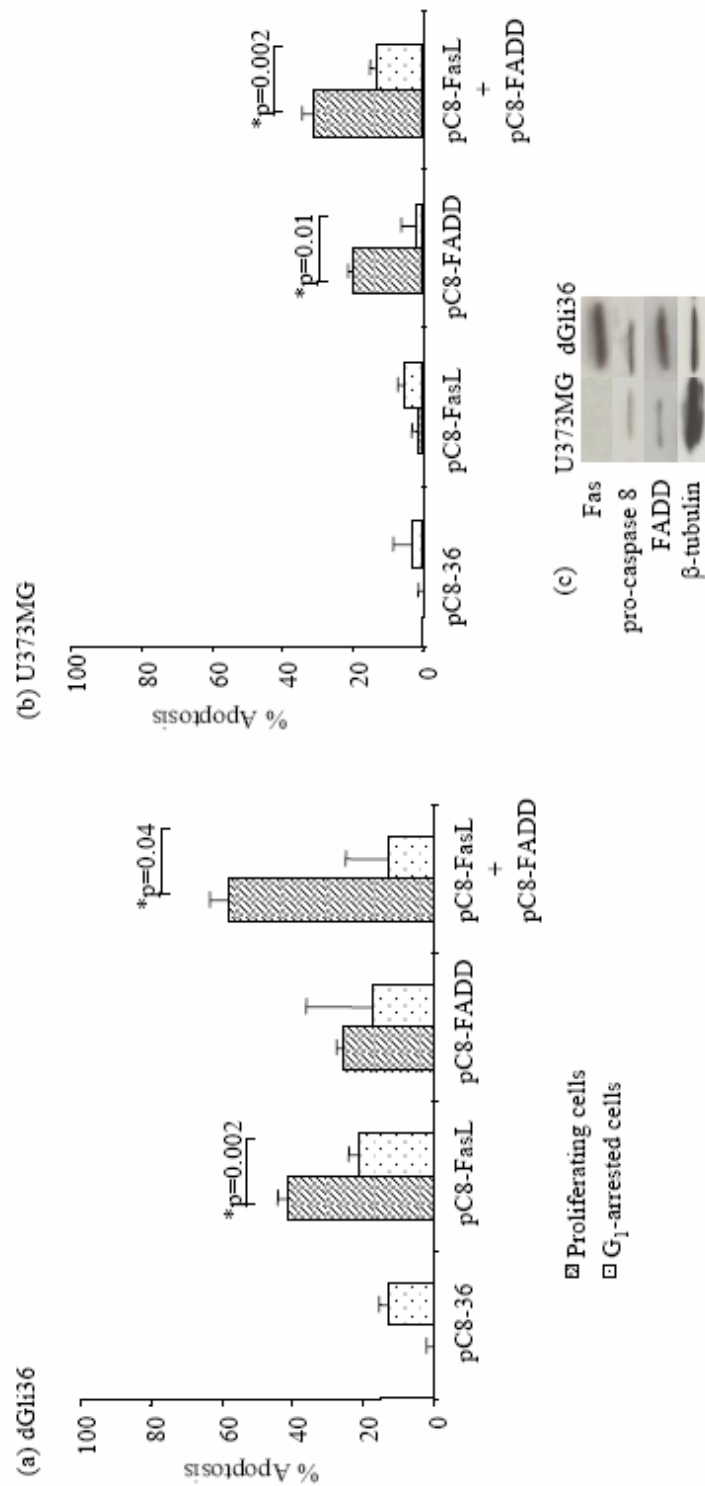 (a) dGli36
% Apoptosis
100
80
60
40
20
0
*p=0.002
*p=0.04
pC8-36
pC8-FasL
pC8-FADD
pC8-FasL
+
pC8-FADD
Proliferating cells
G₁-arrested cells
(b) U373MG
% Apoptosis
100
80
60
40
20
0
*p=0.01
*p=0.002
pC8-36
pC8-FasL
pC8-FADD
pC8-FasL
+
pC8-FADD
(c)
U373MG dGli36
Fas
pro-caspase 8
FADD
β-tubulin